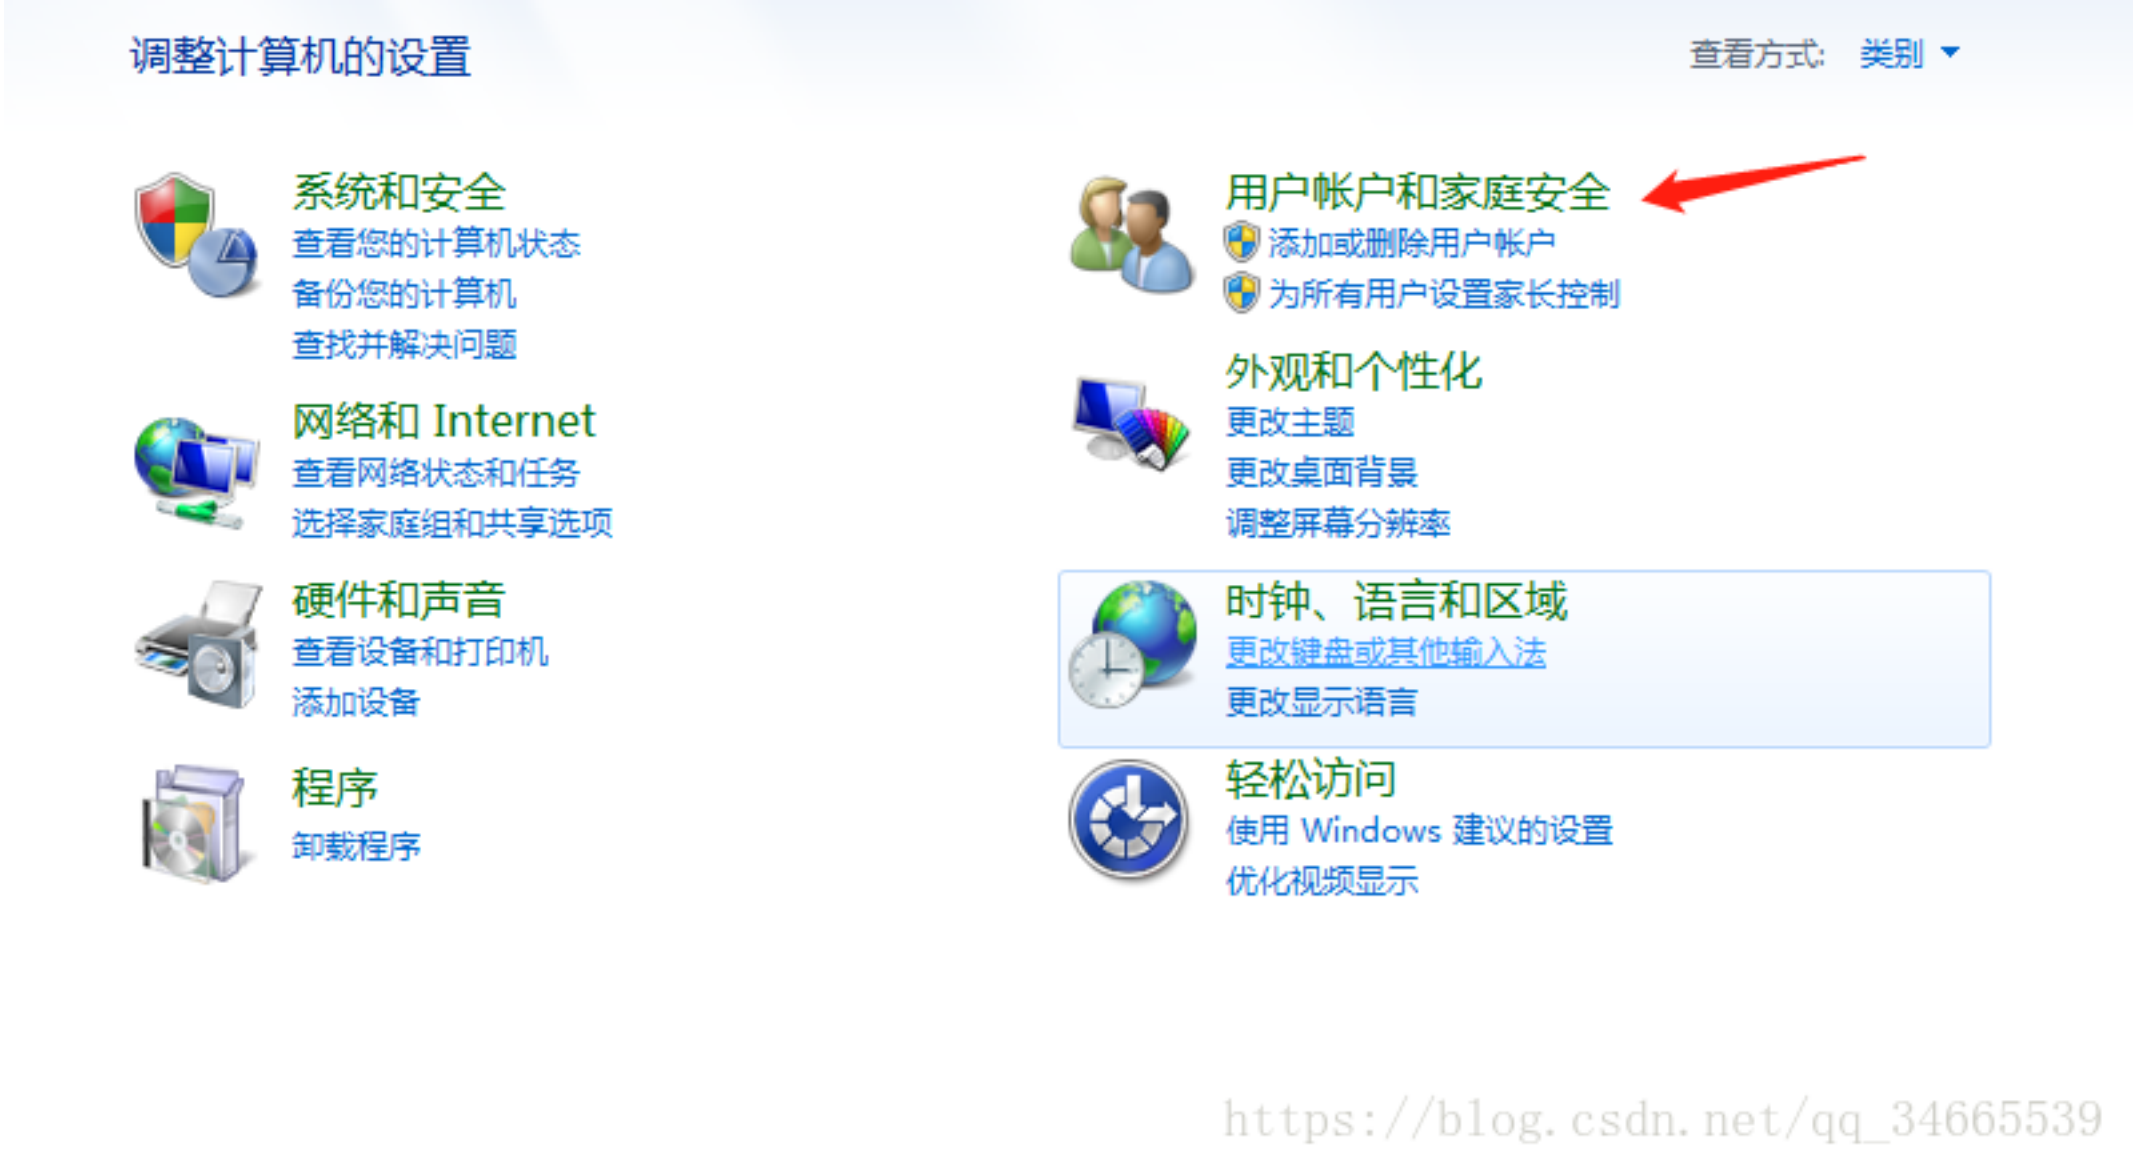 调整计算机的设置
查看方式: 类别
系统和安全
查看您的计算机状态
备份您的计算机
查找并解决问题
网络和 Internet
查看网络状态和任务
选择家庭组和共享选项
硬件和声音
查看设备和打印机
添加设备
程序
卸载程序
用户帐户和家庭安全
添加或删除用户帐户
为所有用户设置家长控制
外观和个性化
更改主题
更改桌面背景
调整屏幕分辨率
时钟、语言和区域
更改键盘或其他输入法
更改显示语言
轻松访问
使用 Windows 建议的设置
优化视频显示
https://blog.csdn.net/qq_34665539